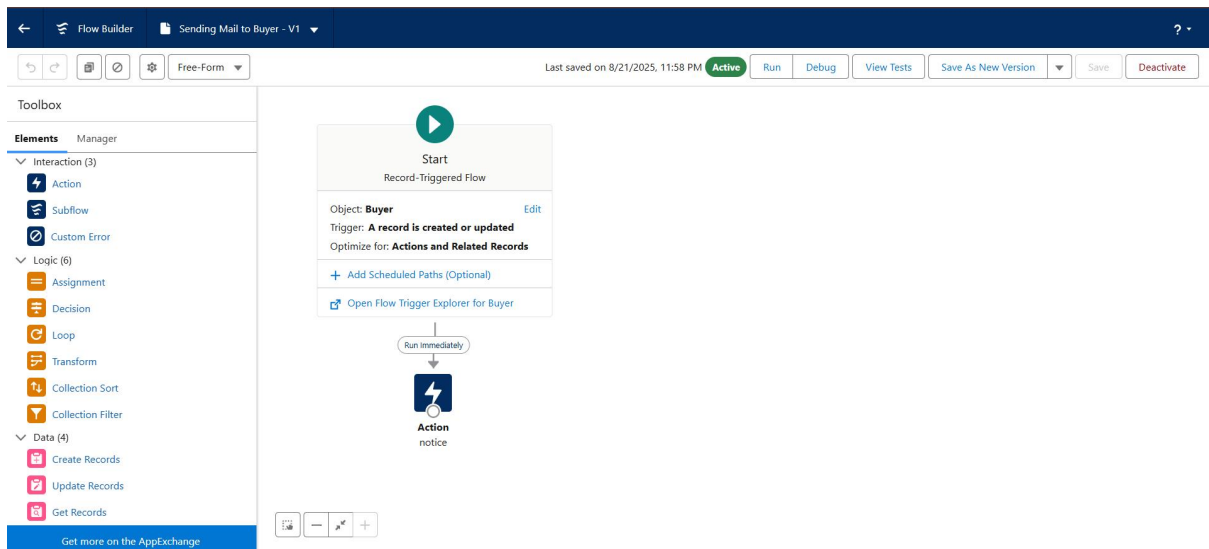 Flow Builder
Sending Mail to Buyer - V1
?
Free-Form
Last saved on 8/21/2025, 11:58 PM
Active
Run
Debug
View Tests
Save As New Version
Save
Deactivate
Toolbox
Elements
Manager
Interaction (3)
Action
Subflow
Custom Error
Logic (6)
Assignment
Decision
Loop
Transform
Collection Sort
Collection Filter
Data (4)
Create Records
Update Records
Get Records
Get more on the AppExchange
Start
Record-Triggered Flow
Object: Buyer
Edit
Trigger: A record is created or updated
Optimize for: Actions and Related Records
+ Add Scheduled Paths (Optional)
Open Flow Trigger Explorer for Buyer
Run Immediately
Action
notice